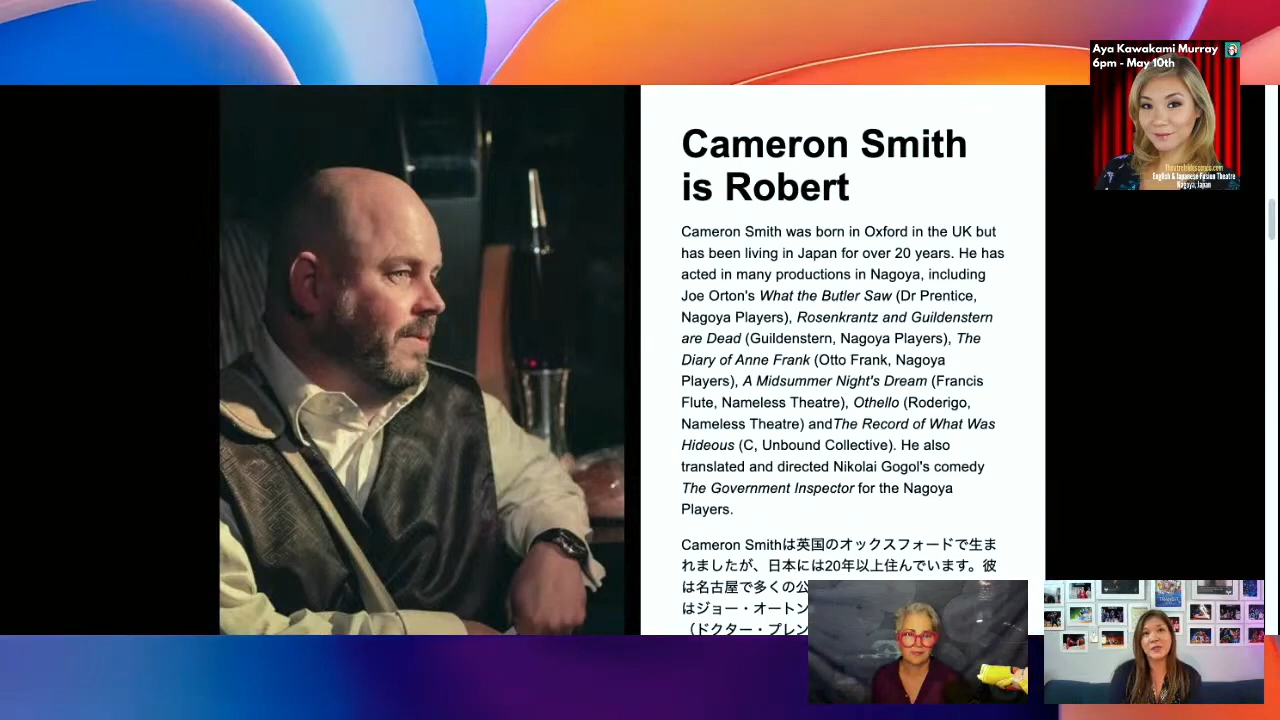 Cameron Smith
is Robert
Cameron Smith was born in Oxford in the UK but
has been living in Japan for over 20 years. He has
acted in many productions in Nagoya, including
Joe Orton's What the Butler Saw (Dr Prentice,
Nagoya Players), Rosenkrantz and Guildenstern
are Dead (Guildenstern, Nagoya Players), The
Diary of Anne Frank (Otto Frank, Nagoya
Players), A Midsummer Night's Dream (Francis
Flute, Nameless Theatre), Othello (Roderigo,
Nameless Theatre) andThe Record of What Was
Hideous (C, Unbound Collective). He also
translated and directed Nikolai Gogol's comedy
The Government Inspector for the Nagoya
Players.
Cameron Smithは英国のオックスフォードで生ま
れましたが、日本には20年以上住んでいます。彼
は名古屋で多くの公
はジョー・オートン
（ドクター・プレン
Aya Kawakami Murray
6pm - May 10th
TheatreIridescence.com
English & Japanese Fusion Theatre
Nagoya, Japan